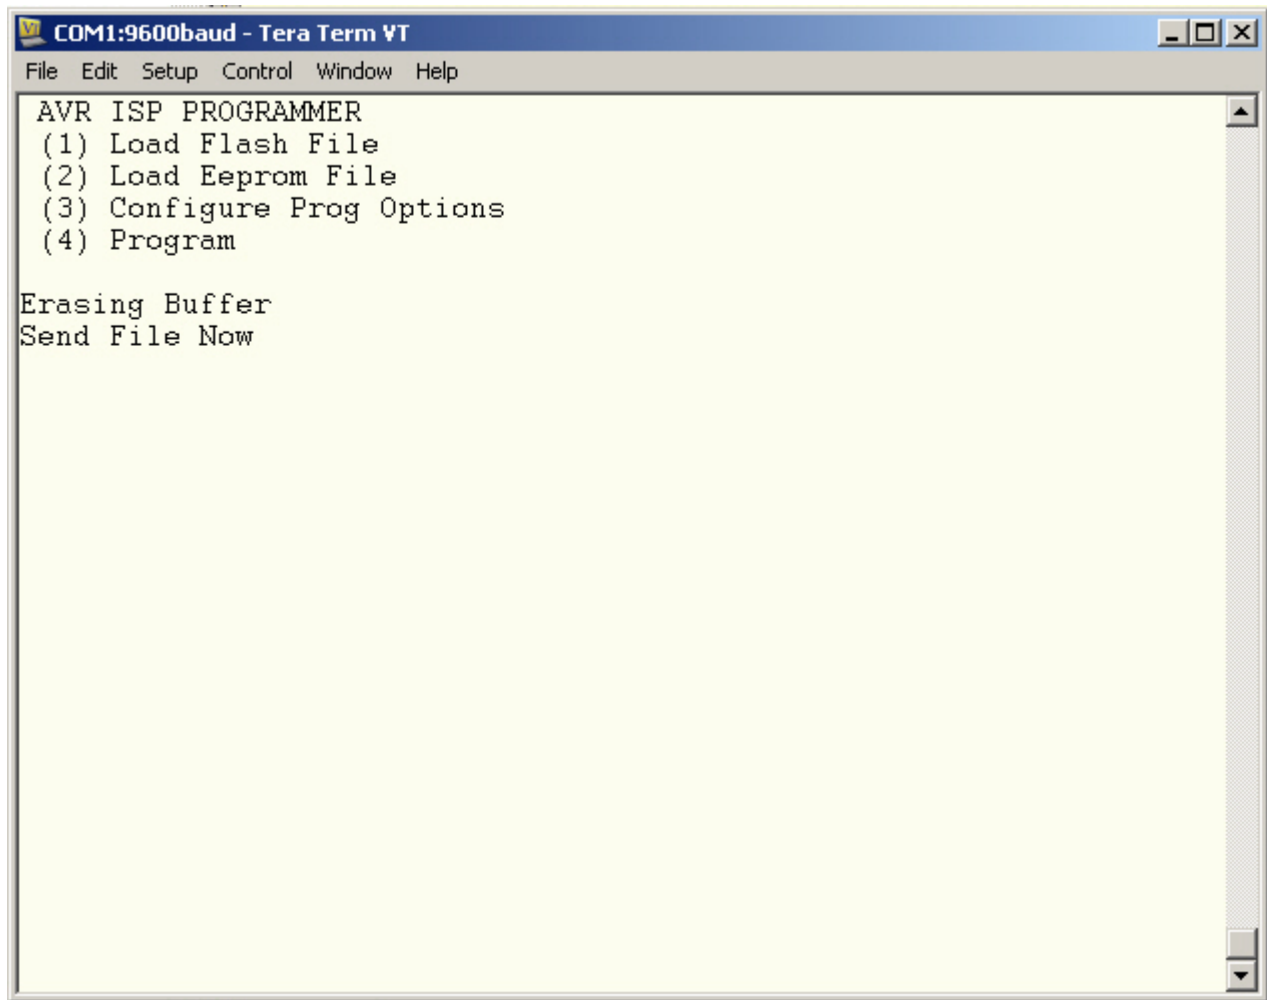 COM1:9600baud - Tera Term VT
File Edit Setup Control Window Help
AVR ISP PROGRAMMER
(1) Load Flash File
(2) Load Eeprom File
(3) Configure Prog Options
(4) Program
Erasing Buffer
Send File Now